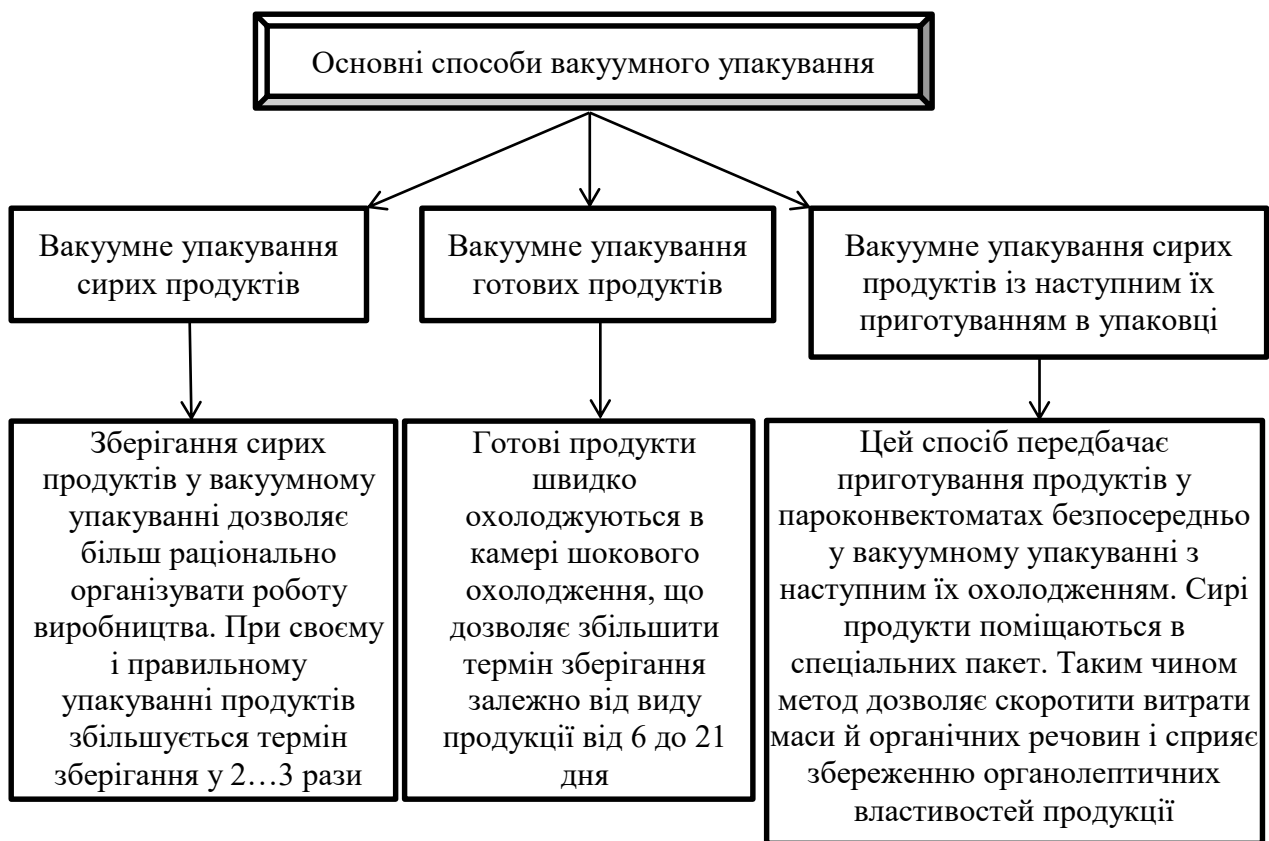 Основні способи вакуумного упакування
Вакуумне упакування
сирих продуктів
Вакуумне упакування
готових продуктів
Вакуумне упакування сирих
продуктів із наступним їх
приготуванням в упаковці
Зберігання сирих
продуктів у вакуумному
упакуванні дозволяє
більш раціонально
організувати роботу
виробництва. При своєму
і правильному
упакуванні продуктів
збільшується термін
зберігання у 2…3 рази
Готові продукти
швидко
охолоджуються в
камері шокового
охолодження, що
дозволяє збільшити
термін зберігання
залежно від виду
продукції від 6 до 21
дня
Цей спосіб передбачає
приготування продуктів у
пароконвектоматах безпосередньо
у вакуумному упакуванні з
наступним їх охолодженням. Сирі
продукти поміщаються в
спеціальних пакет. Таким чином
метод дозволяє скоротити витрати
маси й органічних речовин і сприяє
збереженню органолептичних
властивостей продукції